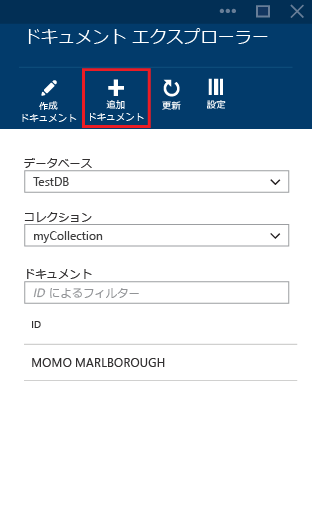 ドキュメント エクスプローラー
作成
ドキュメント
追加
ドキュメント
更新
設定
データベース
TestDB
コレクション
myCollection
ドキュメント
ID によるフィルター
ID
MOMO MARLBOROUGH